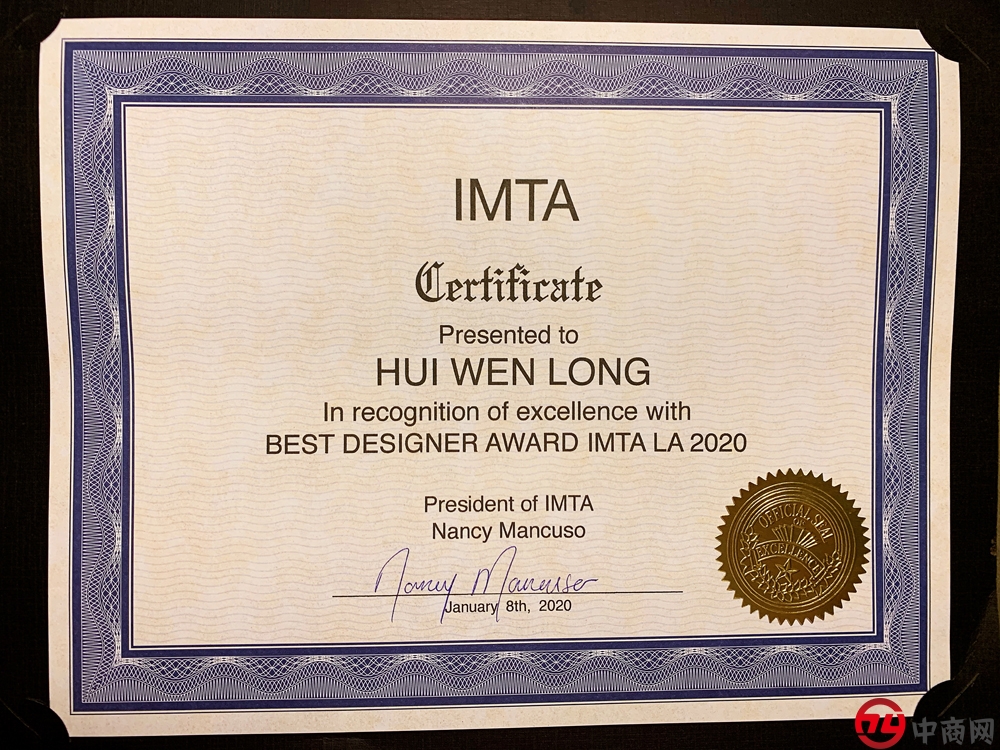 IMTA
Certificate
Presented to
HUI WEN LONG
In recognition of excellence with
BEST DESIGNER AWARD IMTA LA 2020
President of IMTA
Nancy Mancuso
Nancy Mancuso
January 8th, 2020
OFFICIAL SEAL
OF
EXCELLENCE
中商网